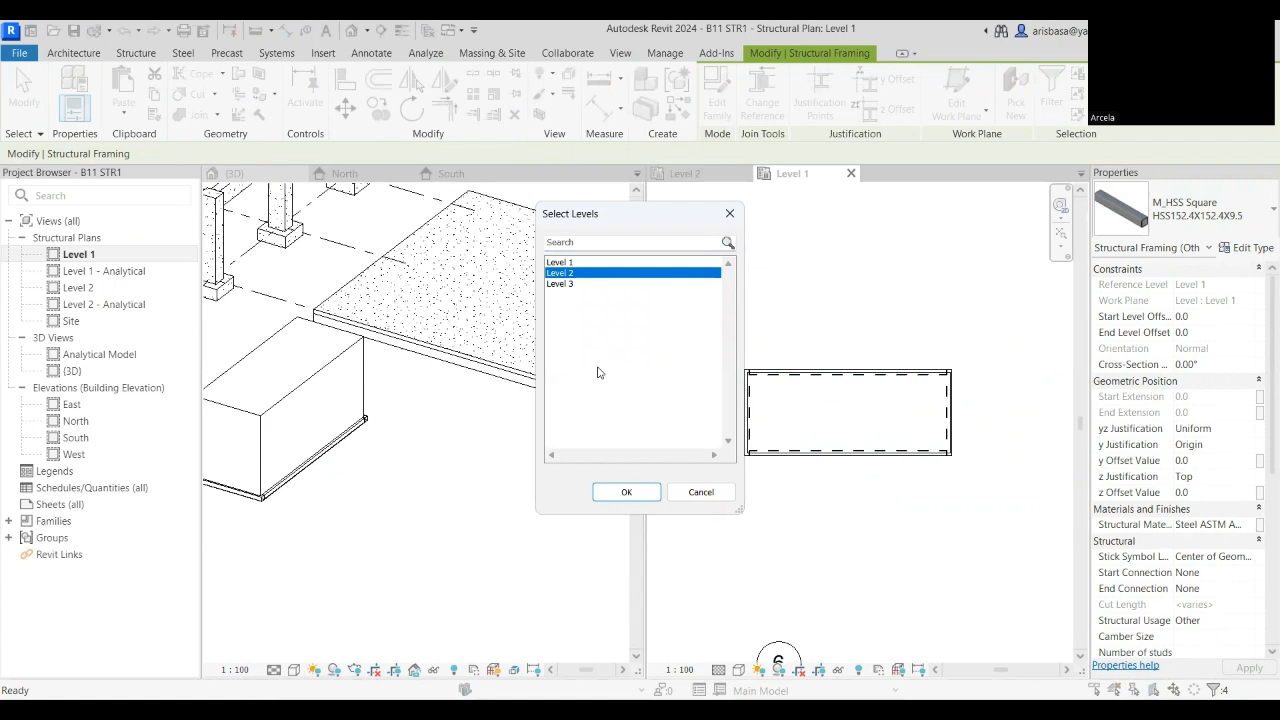 Autodesk Revit 2024 - B11 STR1 - Structural Plan: Level 1
arisbasa@ya
File Architecture Structure Steel Precast Systems Insert Annotate Analyze Massing & Site Collaborate View Manage Add-Ins Modify | Structural Framing
Modify
Paste
Cope
Cut
Join
Activate
Edit Family
Change Reference
Justification Points
y Offset
z Offset
Edit Work Plane
Pick New
Filter
Arcela
Select Properties Clipboard Geometry Controls Modify View Measure Create Mode Join Tools Justification Work Plane Selection
Modify | Structural Framing
Project Browser - B11 STR1
Search
Views (all)
Structural Plans
Level 1
Level 1 - Analytical
Level 2
Level 2 - Analytical
Site
3D Views
Analytical Model
{3D}
Elevations (Building Elevation)
East
North
South
West
Legends
Schedules/Quantities (all)
Sheets (all)
Families
Groups
Revit Links
{3D} North South
Level 2 Level 1
Select Levels
Search
Level 1
Level 2
Level 3
OK Cancel
6
Properties
M_HSS Square
HSS152.4X152.4X9.5
Structural Framing (Oth Edit Type
Constraints
Reference Level Level 1
Work Plane Level : Level 1
Start Level Offs... 0.0
End Level Offset 0.0
Orientation Normal
Cross-Section ... 0.00°
Geometric Position
Start Extension 0.0
End Extension 0.0
yz Justification Uniform
y Justification Origin
y Offset Value 0.0
z Justification Top
z Offset Value 0.0
Materials and Finishes
Structural Mate... Steel ASTM A...
Structural
Stick Symbol L... Center of Geom...
Start Connection None
End Connection None
Cut Length <varies>
Structural Usage Other
Camber Size
Number of studs
Properties help Apply
1 : 100
1 : 100
Ready
:0
Main Model
:4